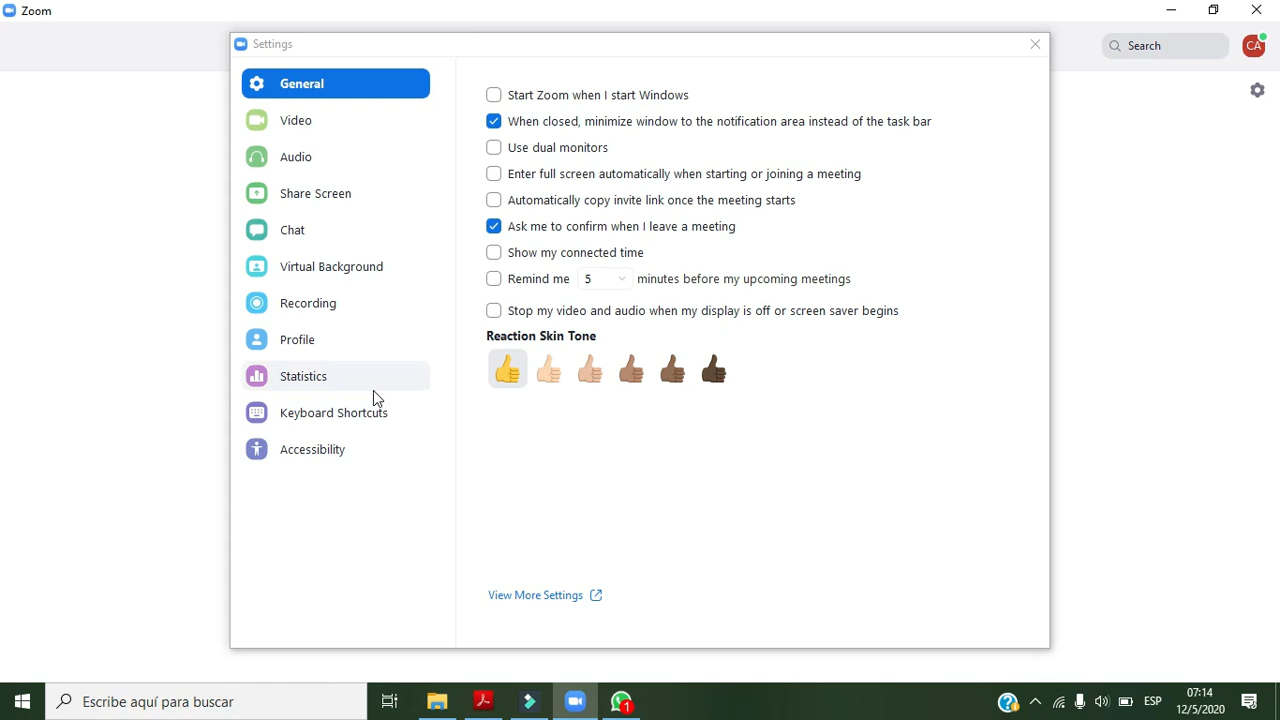 Zoom
Settings
Search
CA
General
Video
Audio
Share Screen
Chat
Virtual Background
Recording
Profile
Statistics
Keyboard Shortcuts
Accessibility
Start Zoom when I start Windows
When closed, minimize window to the notification area instead of the task bar
Use dual monitors
Enter full screen automatically when starting or joining a meeting
Automatically copy invite link once the meeting starts
Ask me to confirm when I leave a meeting
Show my connected time
Remind me 5 minutes before my upcoming meetings
Stop my video and audio when my display is off or screen saver begins
Reaction Skin Tone
View More Settings
Escribe aquí para buscar
1
ESP
07:14
12/5/2020